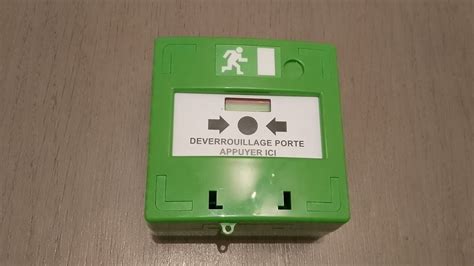 DEVERROUILLAGE PORTE
APPUYER ICI